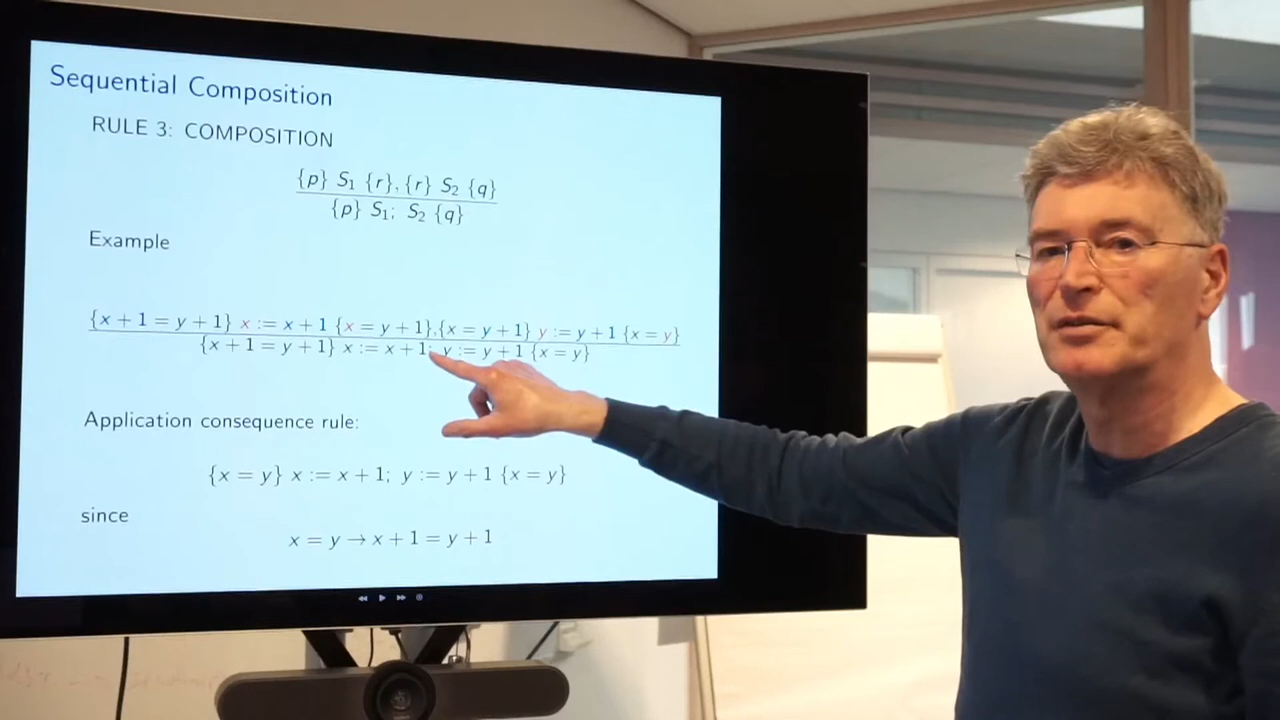 Sequential Composition
RULE 3: COMPOSITION
{p} S₁ {r}, {r} S₂ {q}
{p} S₁; S₂ {q}
Example
{x + 1 = y + 1} x := x + 1 {x = y + 1},{x = y + 1} y := y + 1 {x = y}
{x + 1 = y + 1} x := x + 1; y := y + 1 {x = y}
Application consequence rule:
{x = y} x := x + 1; y := y + 1 {x = y}
since
x = y → x + 1 = y + 1